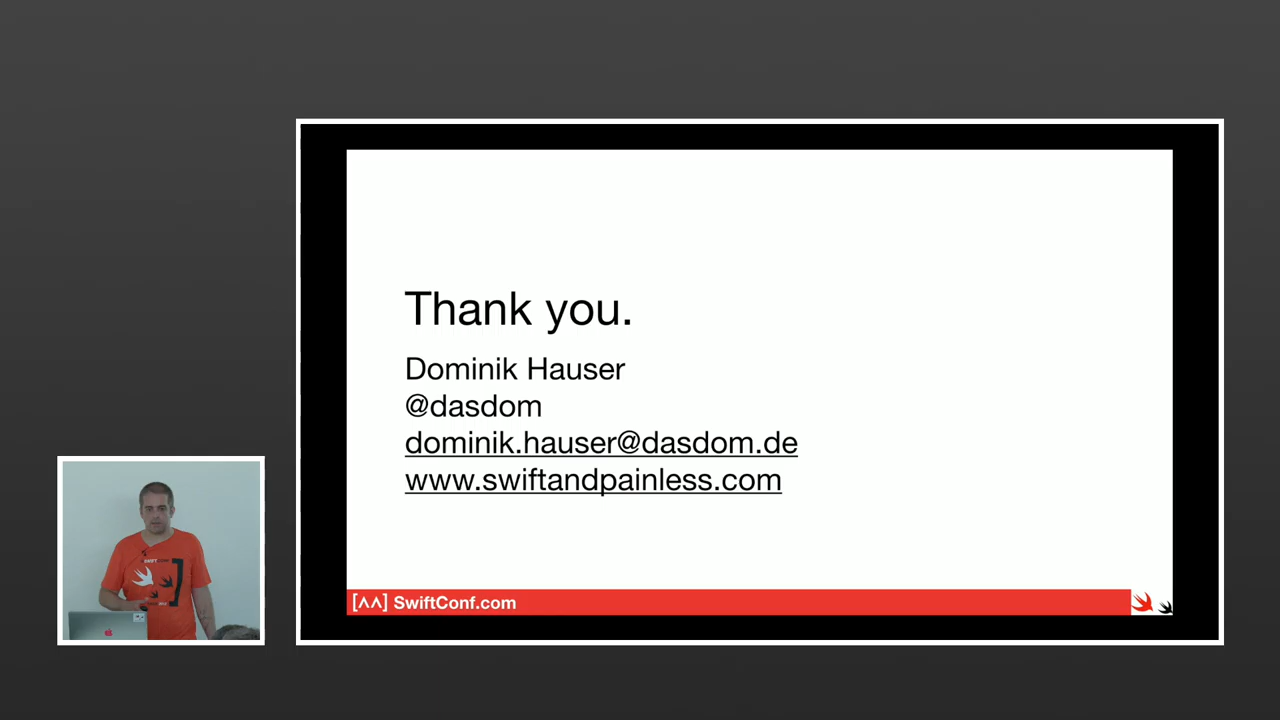 Thank you.
Dominik Hauser
@dasdom
dominik.hauser@dasdom.de
www.swiftandpainless.com
[^^] SwiftConf.com